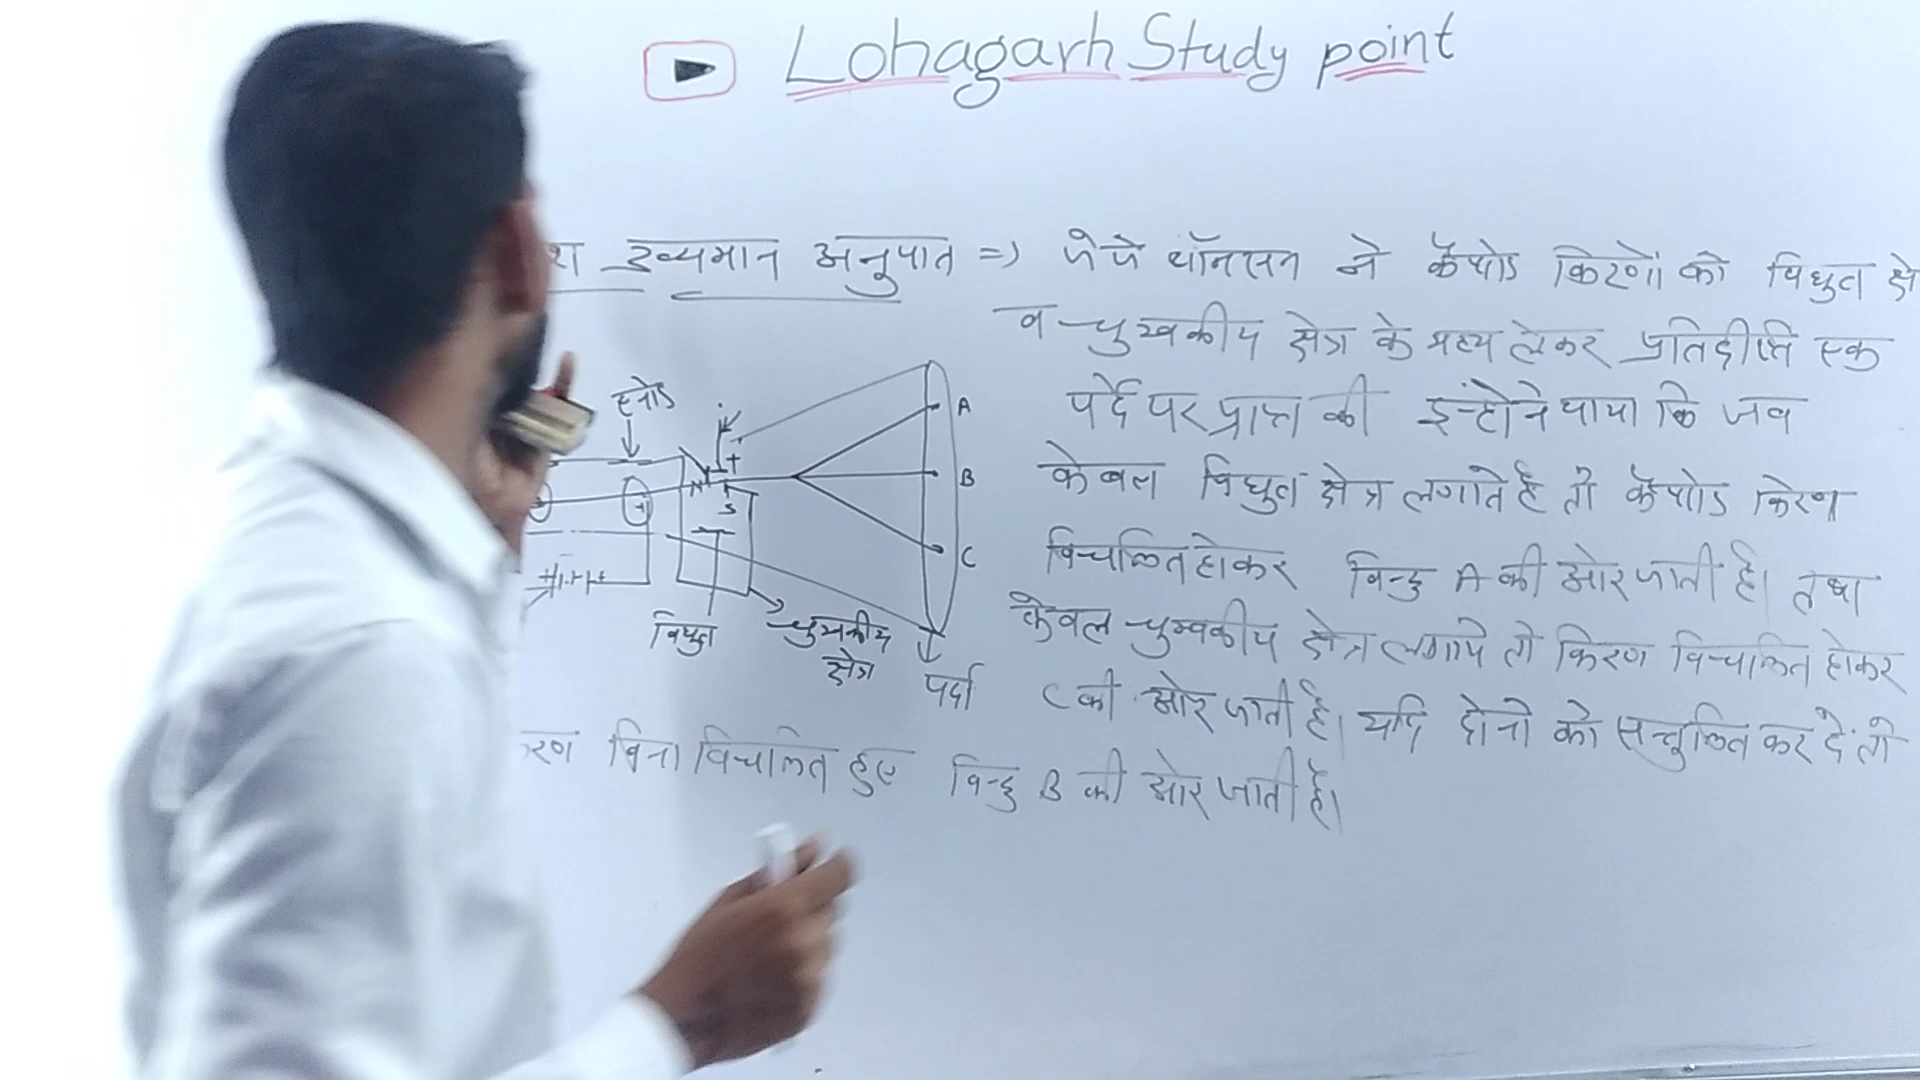 Lohagarh Study point
द्रव्यमान अनुपात => जेजे थॉमसन ने कैथोड किरणों को विधुत क्षे
व चुम्बकीय क्षेत्र के मध्य लेकर प्रतिदीप्ति एक
पर्दे पर प्राप्त की इन्होंने पाया कि जब
केवल विधुत क्षेत्र लगाते है तो कैथोड किरण
विचलित होकर बिन्दु A की ओर जाती है। तथा
केवल चुम्बकीय क्षेत्र लगाये तो किरण विचलित होकर
C की ओर जाती है। यदि दोनो को सन्तुलित कर दें तो
रण बिना विचलित हुए बिन्दु B की ओर जाती है।
एनोड
+
A
B
C
N
S
विधुत
चुम्बकीय
क्षेत्र
पर्दा